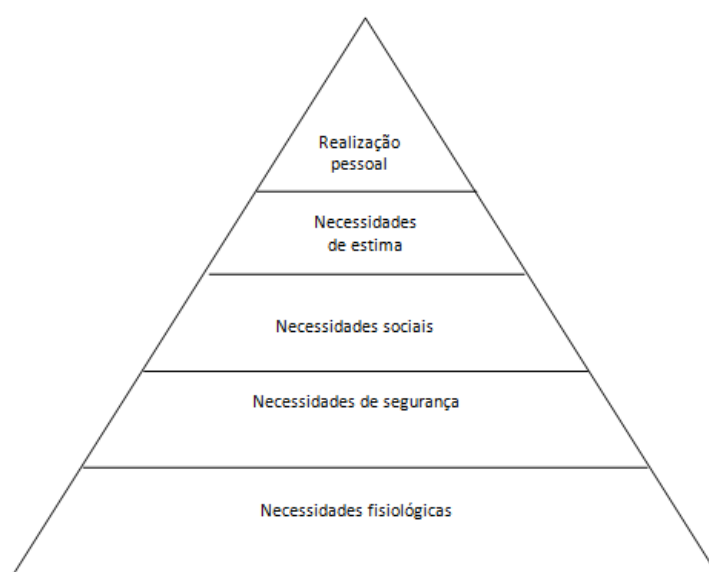 Realização
pessoal
Necessidades
de estima
Necessidades sociais
Necessidades de segurança
Necessidades fisiológicas